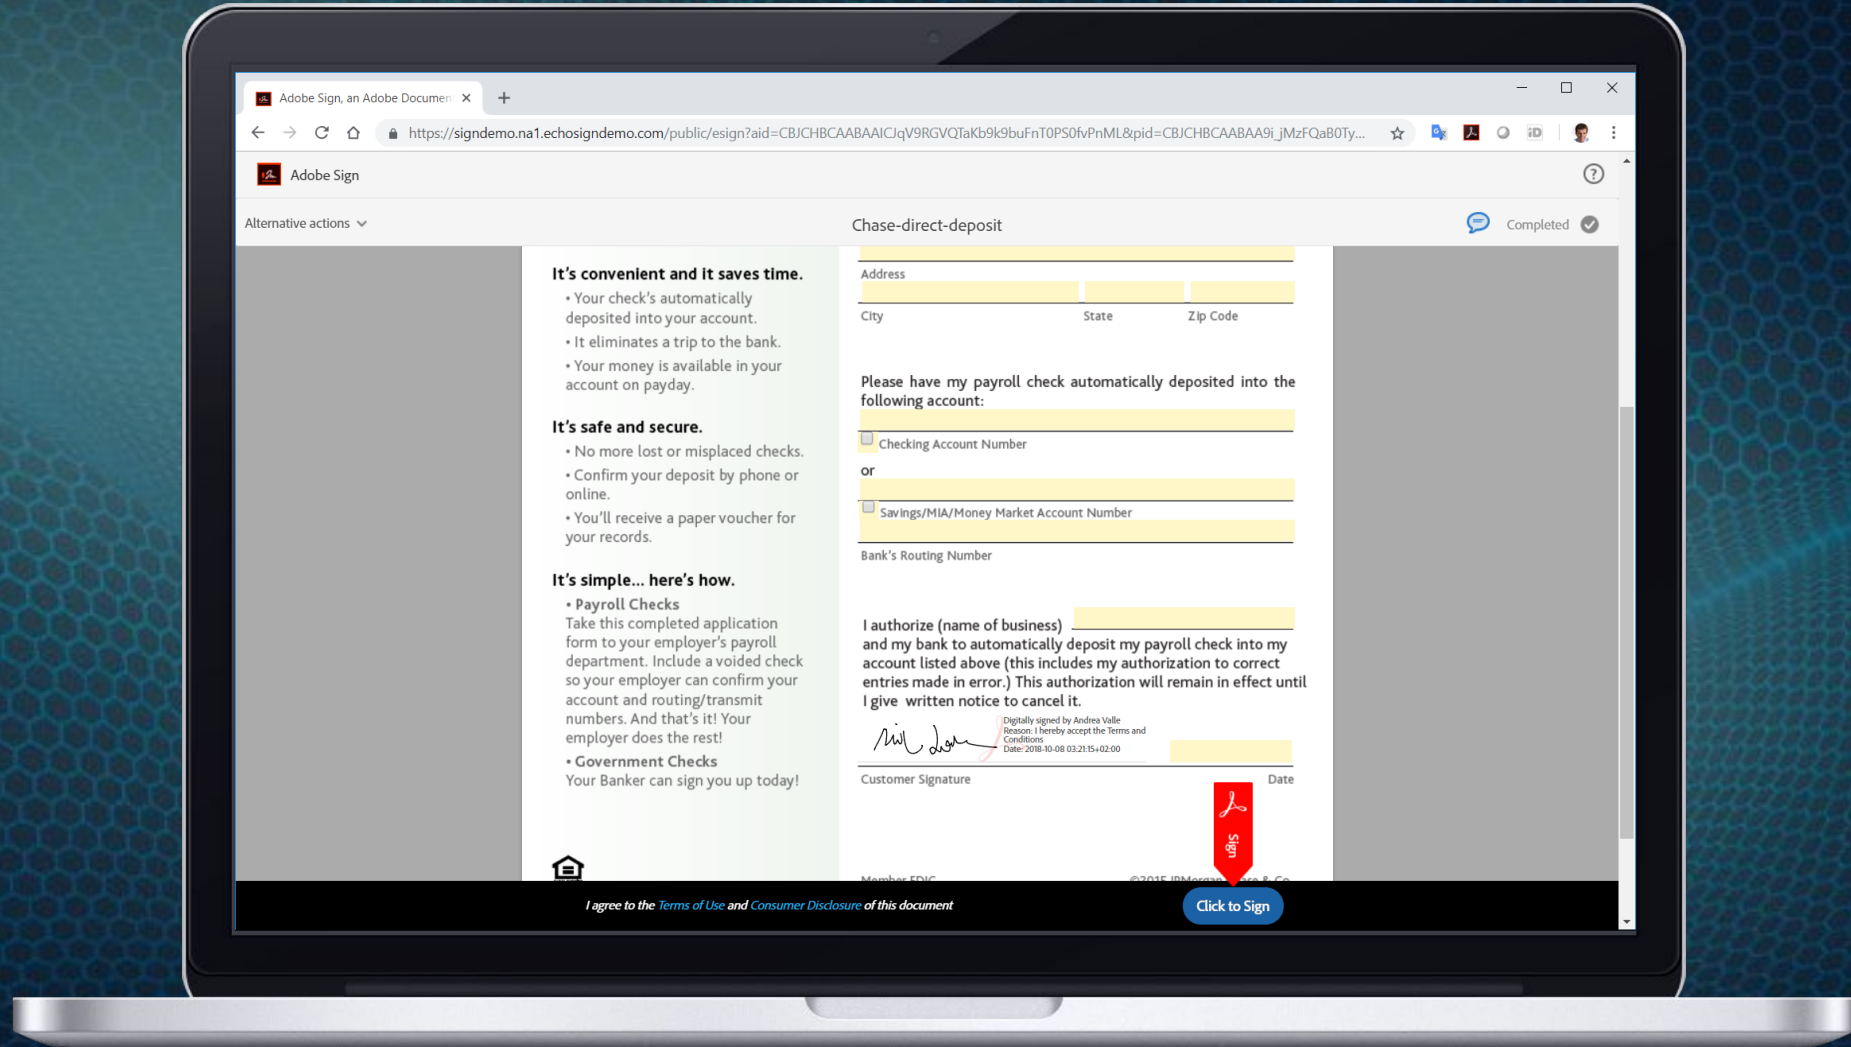 Adobe Sign, an Adobe Documen
https://signdemo.na1.echosigndemo.com/public/esign?aid=CBJCHBCAABAAICJqV9RGVQTaKb9k9buFnT0PS0fvPnML&pid=CBJCHBCAABAA9i_jMzFQaB0Ty...
iD
Adobe Sign
Alternative actions
Chase-direct-deposit
Completed
It's convenient and it saves time.
• Your check's automatically
deposited into your account.
• It eliminates a trip to the bank.
• Your money is available in your
account on payday.
It's safe and secure.
• No more lost or misplaced checks.
• Confirm your deposit by phone or
online.
• You'll receive a paper voucher for
your records.
It's simple... here's how.
• Payroll Checks
Take this completed application
form to your employer's payroll
department. Include a voided check
so your employer can confirm your
account and routing/transmit
numbers. And that's it! Your
employer does the rest!
• Government Checks
Your Banker can sign you up today!
Address
City State Zip Code
Please have my payroll check automatically deposited into the
following account:
Checking Account Number
or
Savings/MIA/Money Market Account Number
Bank's Routing Number
I authorize (name of business)
and my bank to automatically deposit my payroll check into my
account listed above (this includes my authorization to correct
entries made in error.) This authorization will remain in effect until
I give written notice to cancel it.
Digitally signed by Andrea Valle
Reason: I hereby accept the Terms and
Conditions
Date: 2018-10-08 03:21:15+02:00
Customer Signature Date
Sign
Member FDIC ©2015 JPMorgan Chase & Co.
I agree to the Terms of Use and Consumer Disclosure of this document
Click to Sign